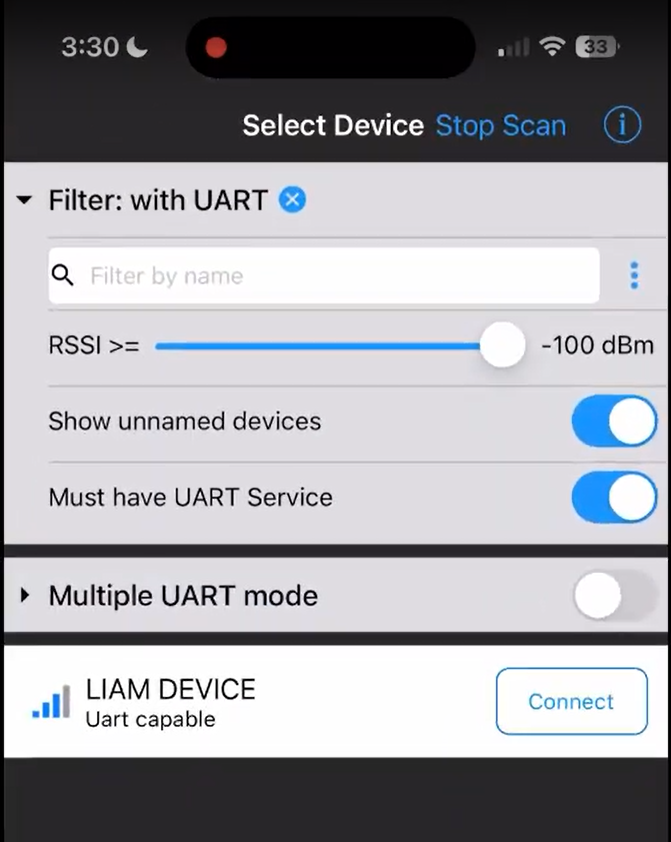 3:30
33
Select Device Stop Scan i
Filter: with UART
Filter by name
RSSI >= -100 dBm
Show unnamed devices
Must have UART Service
Multiple UART mode
LIAM DEVICE
Uart capable
Connect